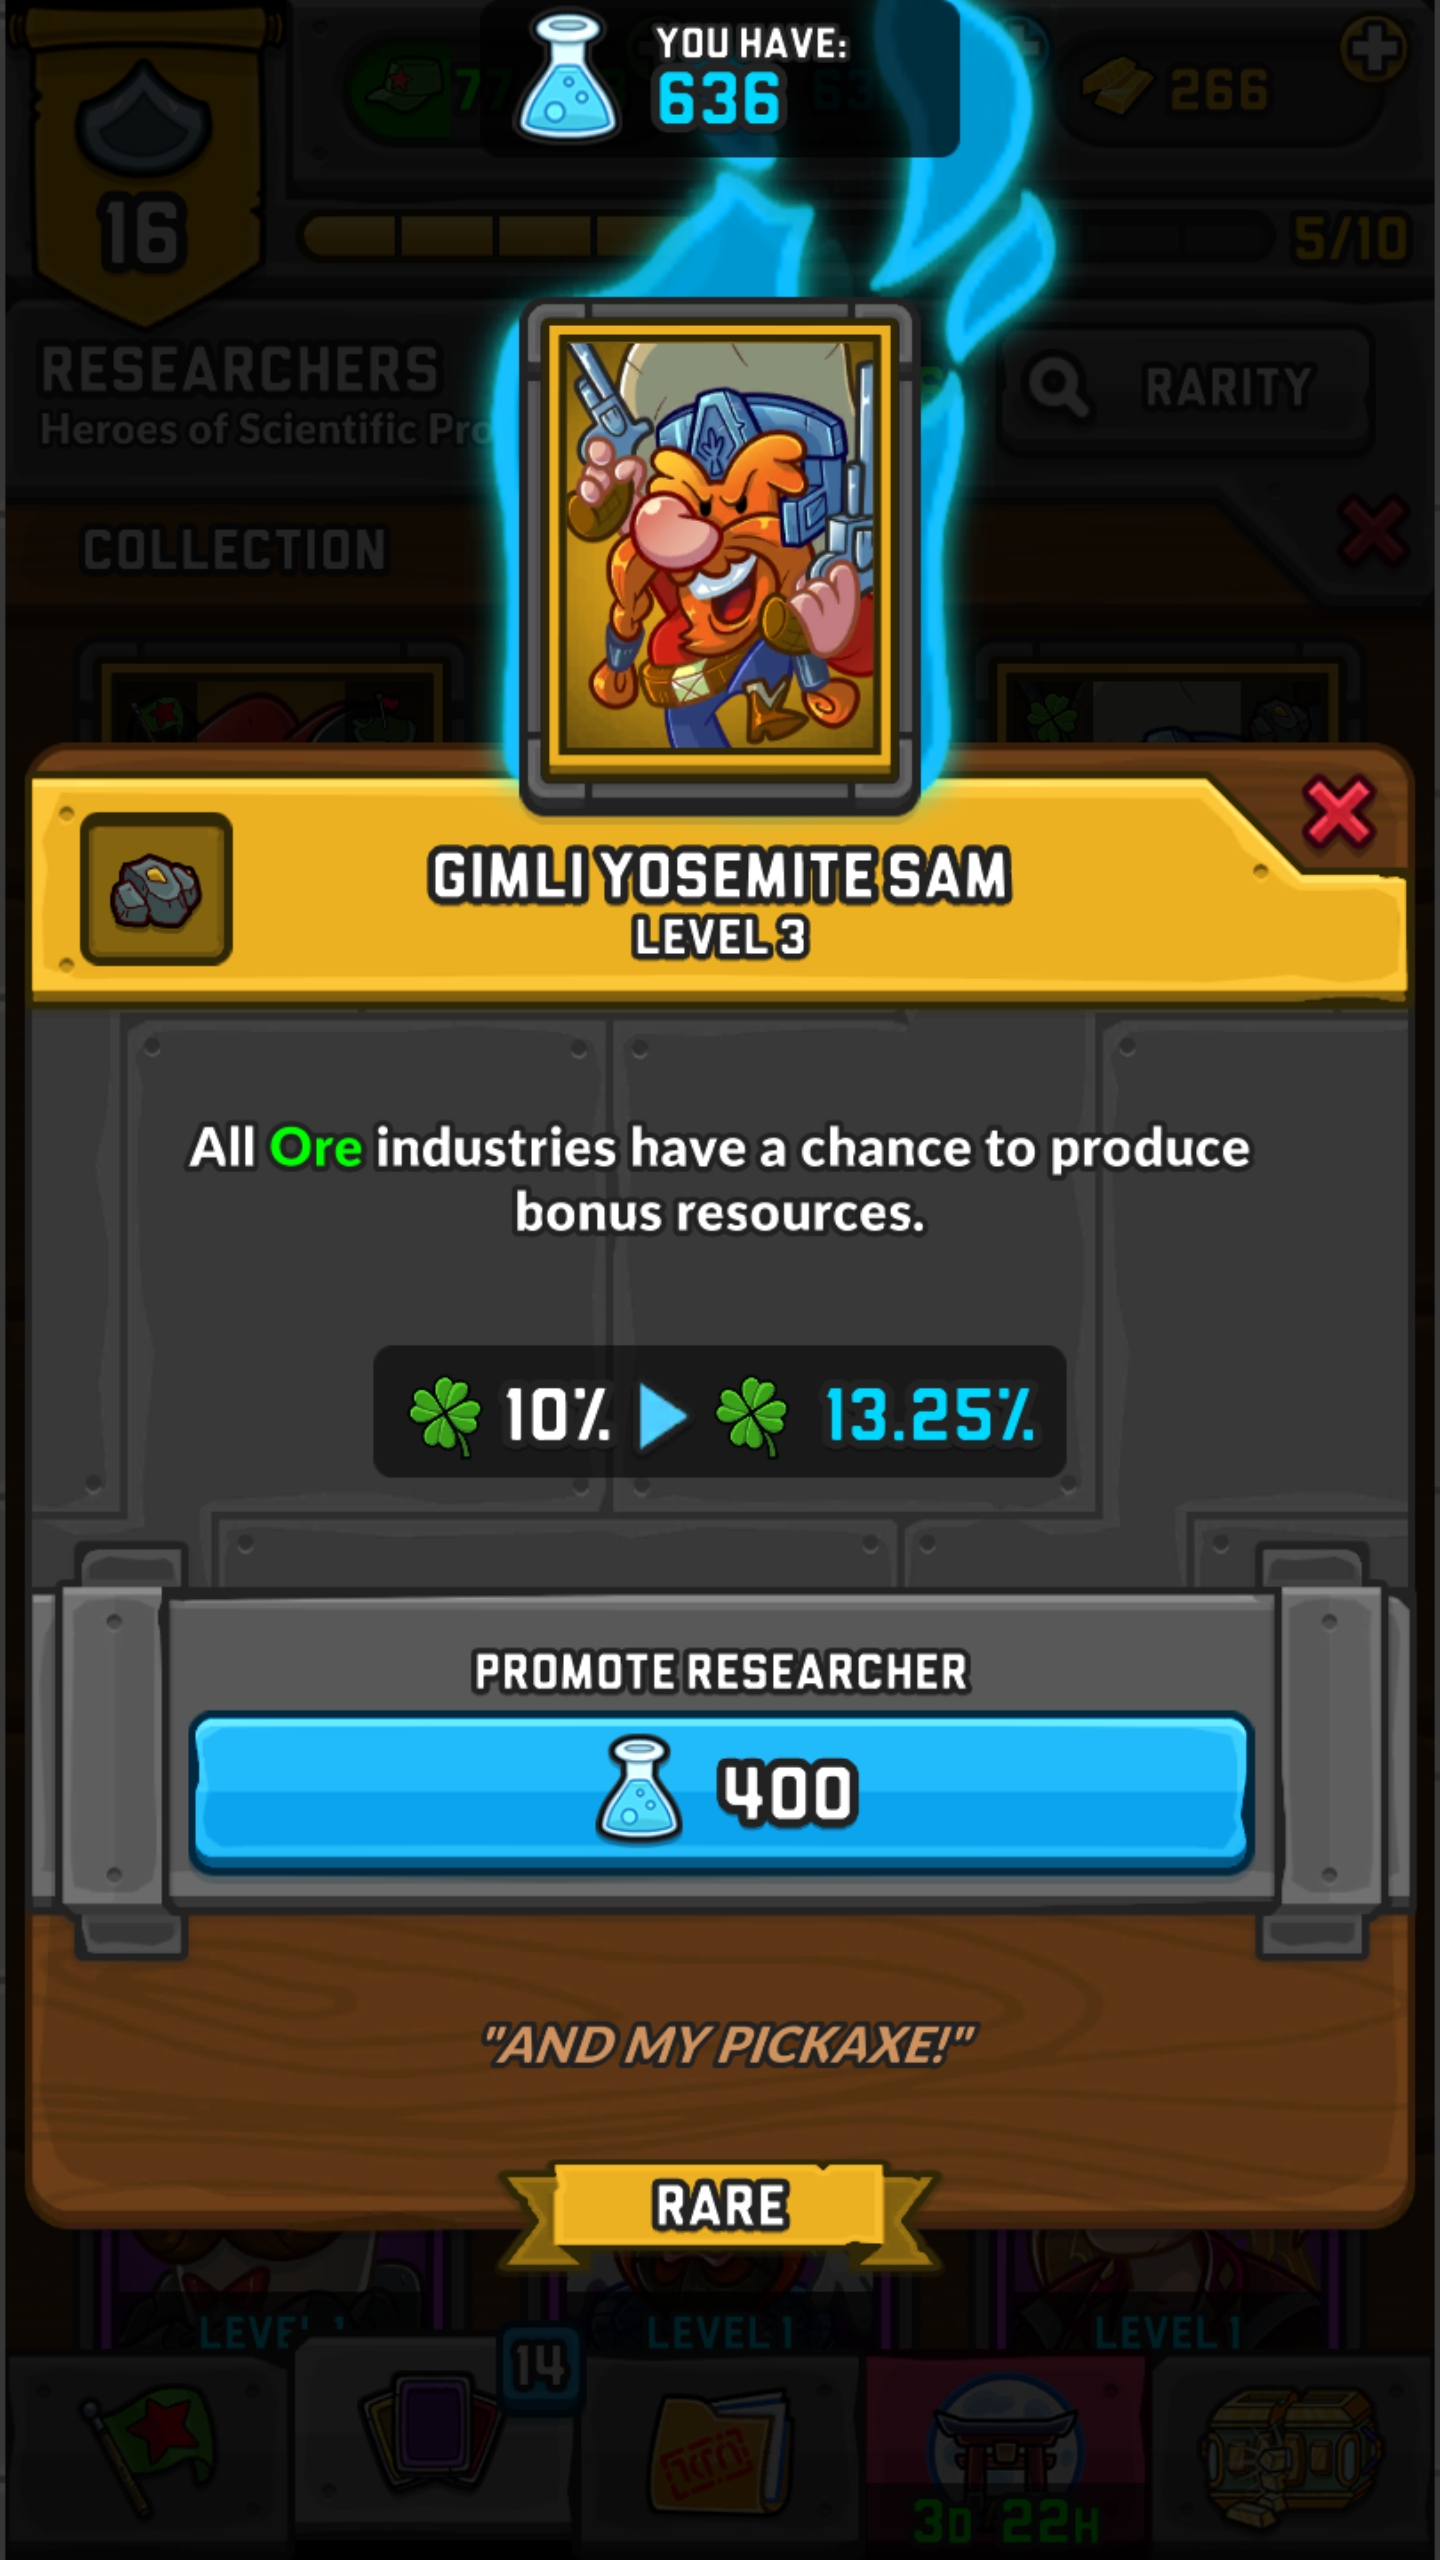 YOU HAVE:
636
266
16
5/10
RESEARCHERS
Heroes of Scientific Pro
RARITY
COLLECTION
GIMLI YOSEMITE SAM
LEVEL 3
All Ore industries have a chance to produce
bonus resources.
10% 13.25%
PROMOTE RESEARCHER
400
"AND MY PICKAXE!"
RARE
LEVEL 1
LEVEL 1
LEVEL 1
14
3D 22H